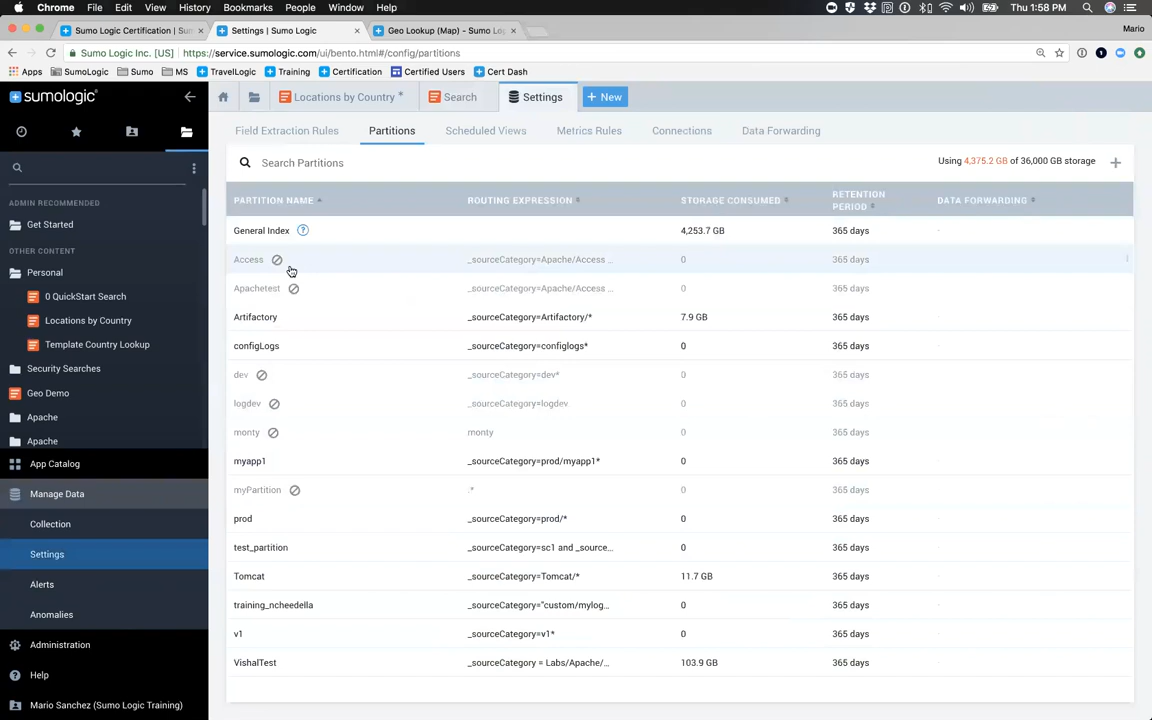 Chrome File Edit View History Bookmarks People Window Help Thu 1:58 PM
Sumo Logic Certification | Sum Settings | Sumo Logic Geo Lookup (Map) - Sumo Log Mario
Sumo Logic Inc. [US] https://service.sumologic.com/ui/bento.html#/config/partitions
Apps SumoLogic Sumo MS TravelLogic Training Certification Certified Users Cert Dash
sumologic Locations by Country * Search Settings + New
Field Extraction Rules Partitions Scheduled Views Metrics Rules Connections Data Forwarding
Search Partitions Using 4,375.2 GB of 36,000 GB storage
PARTITION NAME ROUTING EXPRESSION STORAGE CONSUMED RETENTION PERIOD DATA FORWARDING
General Index ? 4,253.7 GB 365 days -
Access _sourceCategory=Apache/Access ... 0 365 days
Apachetest _sourceCategory=Apache/Access ... 0 365 days
Artifactory _sourceCategory=Artifactory/* 7.9 GB 365 days
configLogs _sourceCategory=configlogs* 0 365 days
dev _sourceCategory=dev* 0 365 days
logdev _sourceCategory=logdev 0 365 days
monty monty 0 365 days
myapp1 _sourceCategory=prod/myapp1* 0 365 days
myPartition .* 0 365 days
prod _sourceCategory=prod/* 0 365 days
test_partition _sourceCategory=sc1 and _source... 0 365 days
Tomcat _sourceCategory=Tomcat/* 11.7 GB 365 days
training_ncheedella _sourceCategory="custom/mylog... 0 365 days
v1 _sourceCategory=v1* 0 365 days
VishalTest _sourceCategory = Labs/Apache/... 103.9 GB 365 days
ADMIN RECOMMENDED
Get Started
OTHER CONTENT
Personal
0 QuickStart Search
Locations by Country
Template Country Lookup
Security Searches
Geo Demo
Apache
Apache
App Catalog
Manage Data
Collection
Settings
Alerts
Anomalies
Administration
Help
Mario Sanchez (Sumo Logic Training)